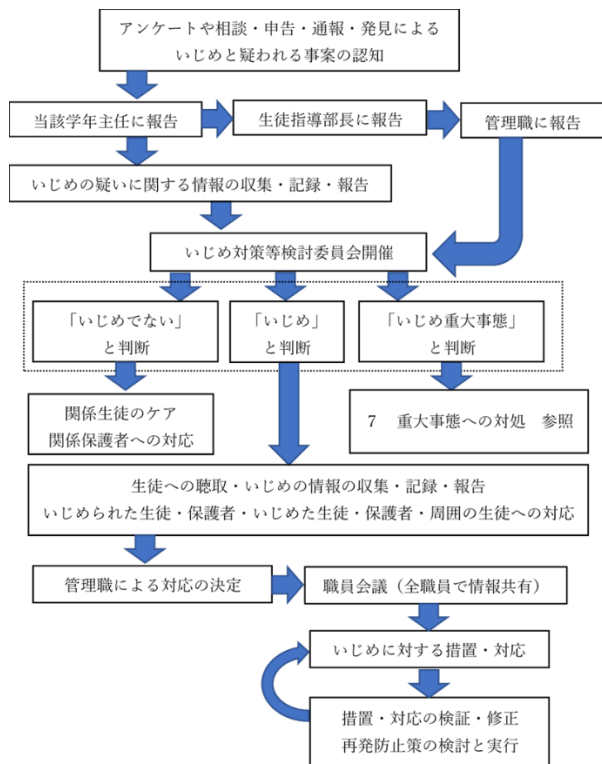 アンケートや相談・申告・通報・発見による
いじめと疑われる事案の認知
当該学年主任に報告
生徒指導部長に報告
管理職に報告
いじめの疑いに関する情報の収集・記録・報告
いじめ対策等検討委員会開催
「いじめでない」
と判断
「いじめ」
と判断
「いじめ重大事態」
と判断
関係生徒のケア
関係保護者への対応
7　重大事態への対処　参照
生徒への聴取・いじめの情報の収集・記録・報告
いじめられた生徒・保護者・いじめた生徒・保護者・周囲の生徒への対応
管理職による対応の決定
職員会議（全職員で情報共有）
いじめに対する措置・対応
措置・対応の検証・修正
再発防止策の検討と実行